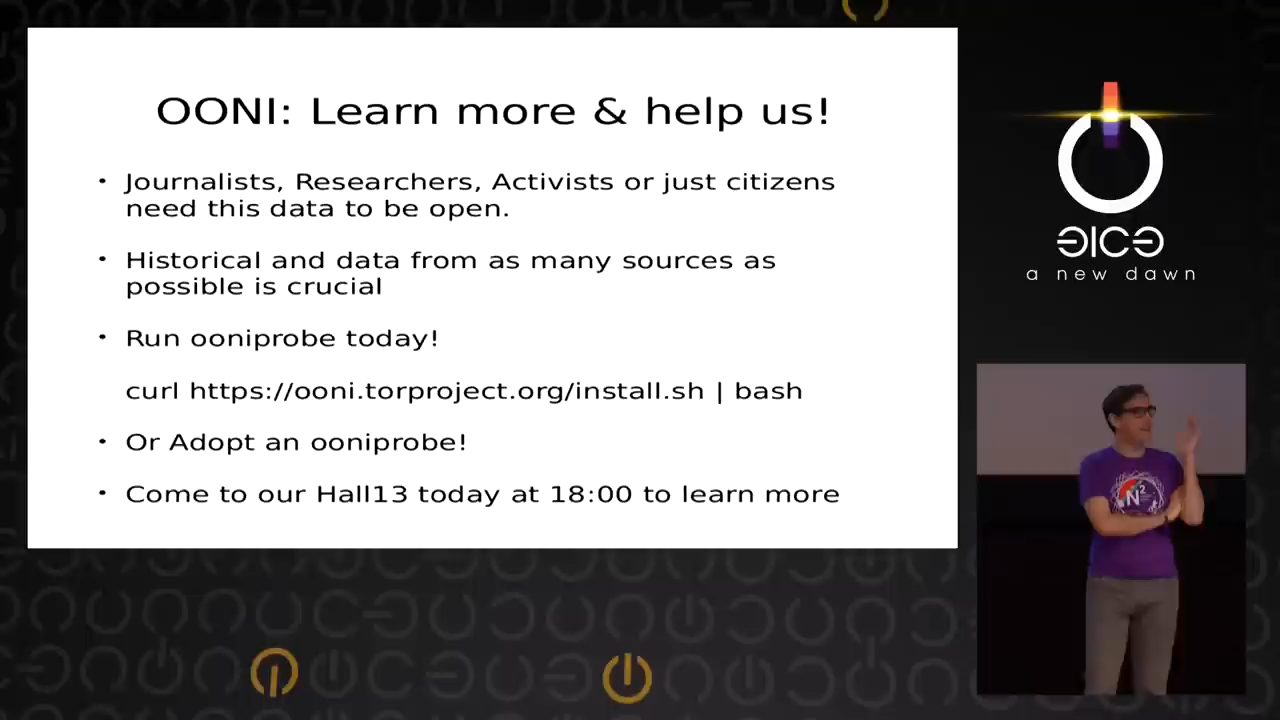 OONI: Learn more & help us!
• Journalists, Researchers, Activists or just citizens
need this data to be open.
• Historical and data from as many sources as
possible is crucial
• Run ooniprobe today!
curl https://ooni.torproject.org/install.sh | bash
• Or Adopt an ooniprobe!
• Come to our Hall13 today at 18:00 to learn more
a new dawn
N2